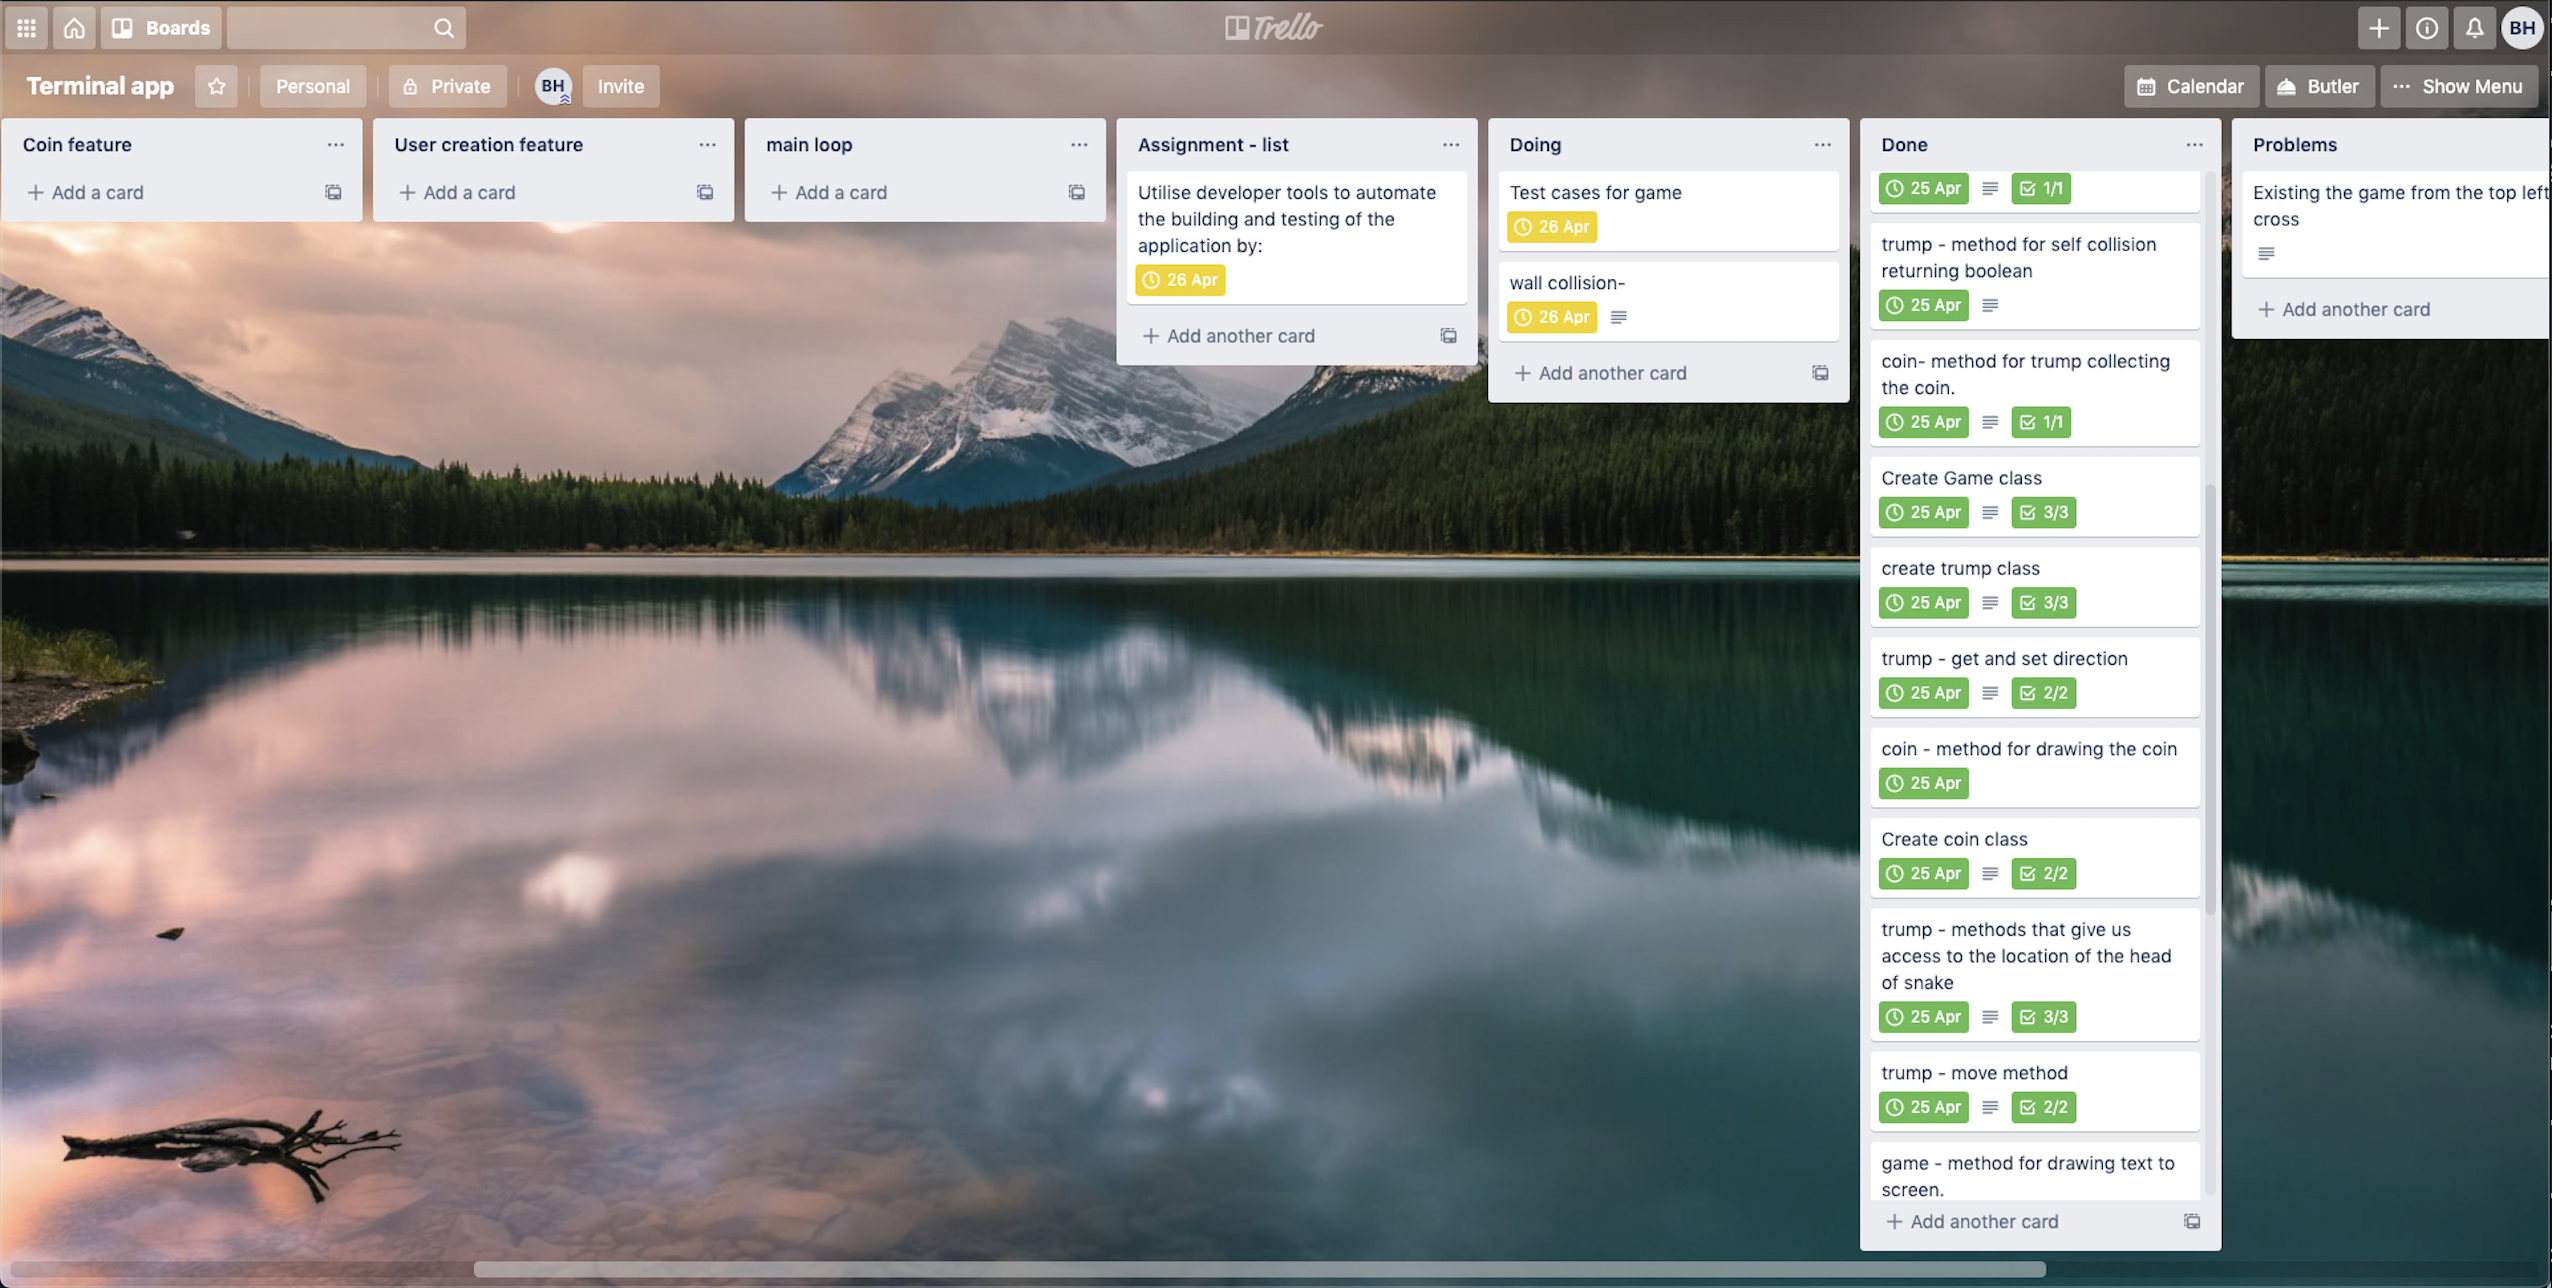 Boards
Trello
BH
Terminal app
Personal
Private
BH
Invite
Calendar
Butler
Show Menu
Coin feature
Add a card
User creation feature
Add a card
main loop
Add a card
Assignment - list
Utilise developer tools to automate
the building and testing of the
application by:
26 Apr
Add another card
Doing
Test cases for game
26 Apr
wall collision-
26 Apr
Add another card
Done
25 Apr 1/1
trump - method for self collision
returning boolean
25 Apr
coin- method for trump collecting
the coin.
25 Apr 1/1
Create Game class
25 Apr 3/3
create trump class
25 Apr 3/3
trump - get and set direction
25 Apr 2/2
coin - method for drawing the coin
25 Apr
Create coin class
25 Apr 2/2
trump - methods that give us
access to the location of the head
of snake
25 Apr 3/3
trump - move method
25 Apr 2/2
game - method for drawing text to
screen.
Add another card
Problems
Existing the game from the top left
cross
Add another card